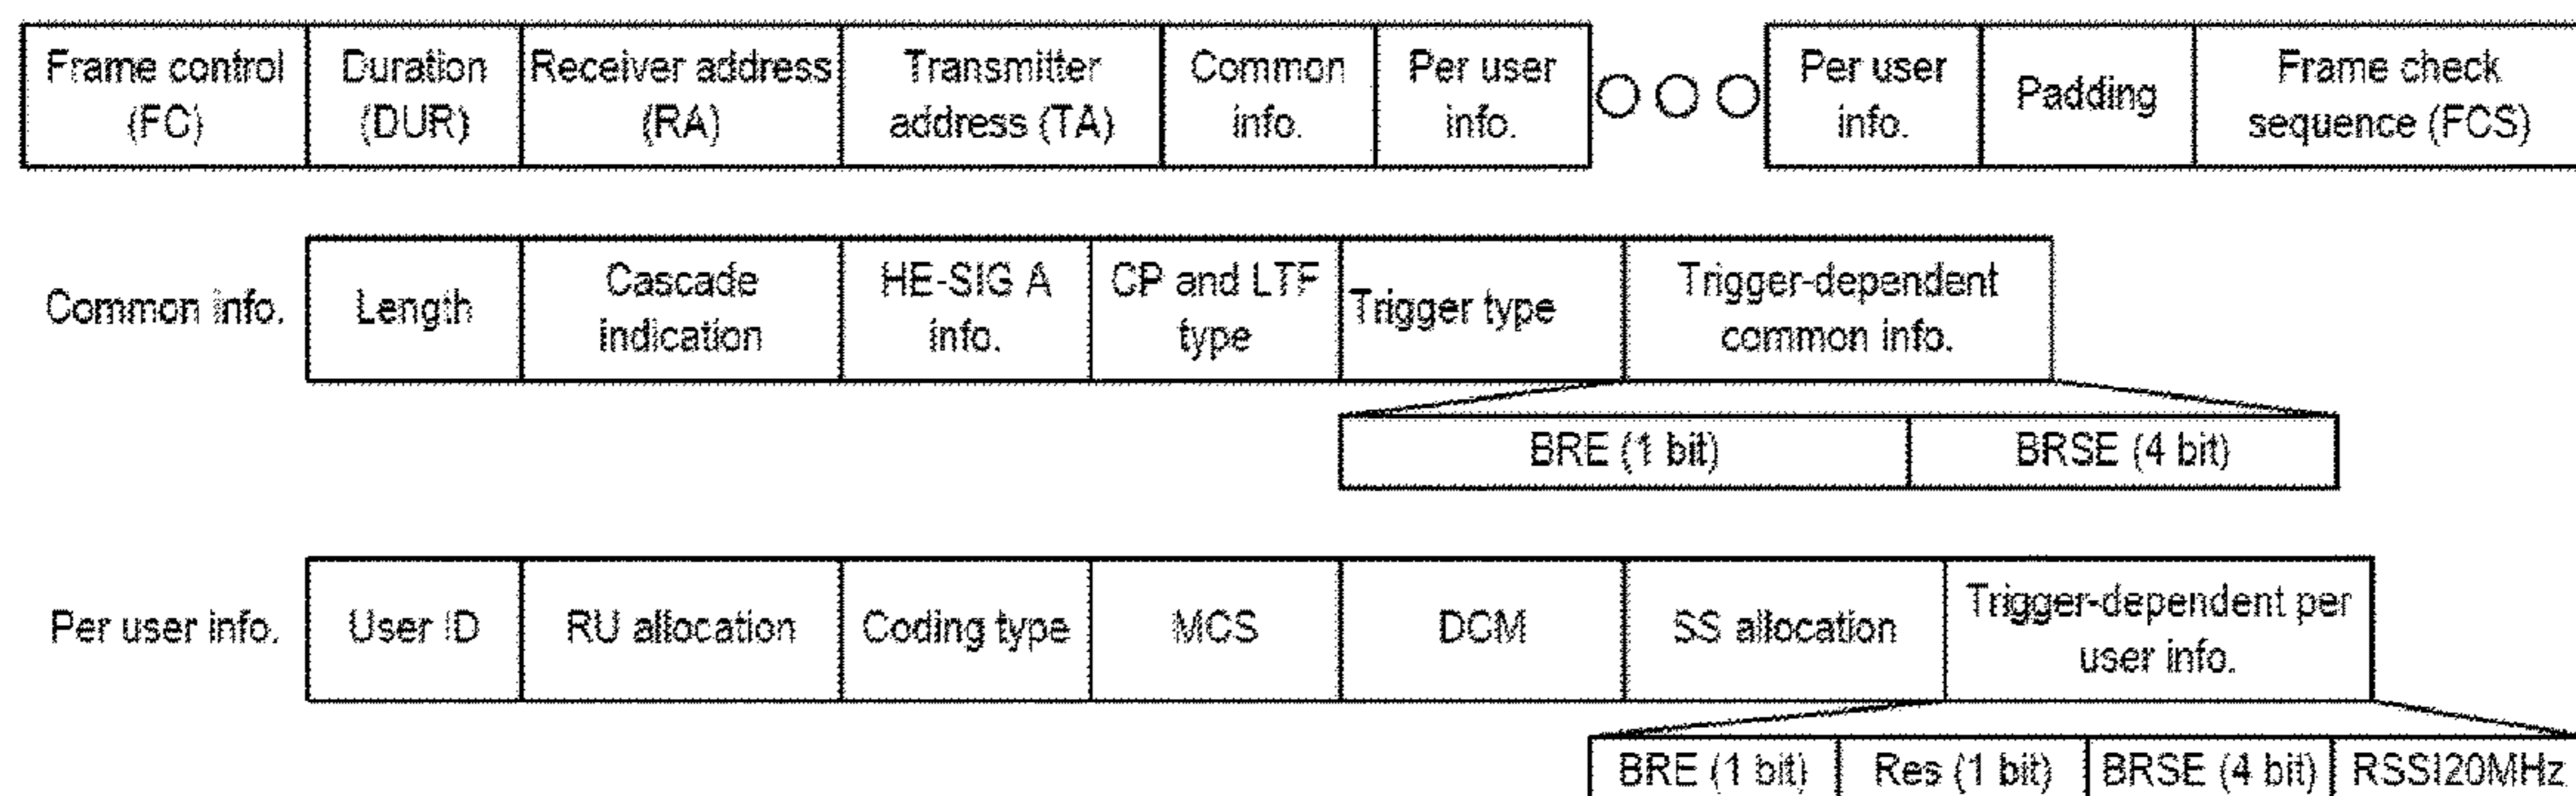 Frame control
(FC)
Duration
(DUR)
Receiver address
(RA)
Transmitter
address (TA)
Common
info.
Per user
info.
Per user
info.
Padding
Frame check
sequence (FCS)
Common info.
Length
Cascade
indication
HE-SIG A
info.
CP and LTF
type
Trigger type
Trigger-dependent
common info.
BRE (1 bit)
BRSE (4 bit)
Per user info.
User ID
RU allocation
Coding type
MCS
DCM
SS allocation
Trigger-dependent per
user info.
BRE (1 bit)
Res (1 bit)
BRSE (4 bit)
RSSI20MHz